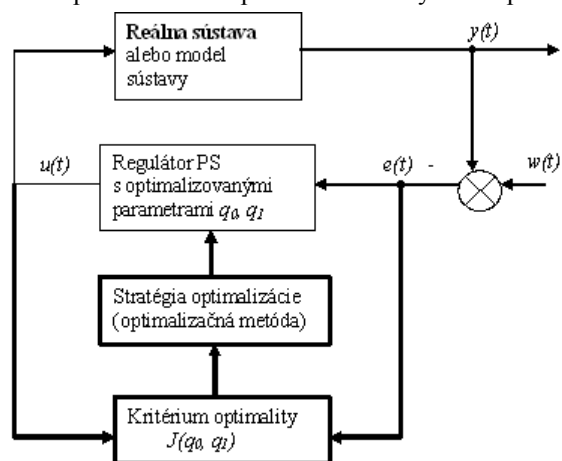 Reálna sústava
alebo model
sústavy
y(t)
u(t)
Regulátor PS
s optimalizovanými
parametrami q0, q1
e(t)
-
w(t)
Stratégia optimalizácie
(optimalizačná metóda)
Kritérium optimality
J(q0, q1)